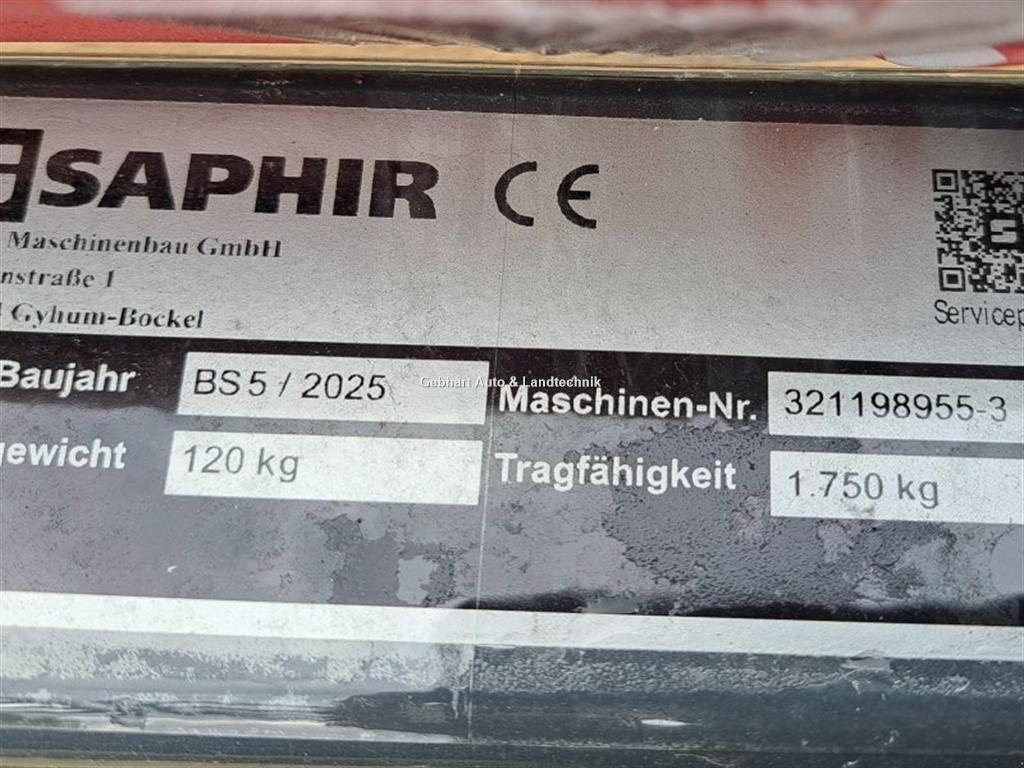 SAPHIR CE
Maschinenbau GmbH
nstraße 1
Gyhum-Bockel
Servicep
Baujahr BS 5 / 2025 Maschinen-Nr. 321198955-3
Gebhart Auto & Landtechnik
gewicht 120 kg Tragfähigkeit 1.750 kg